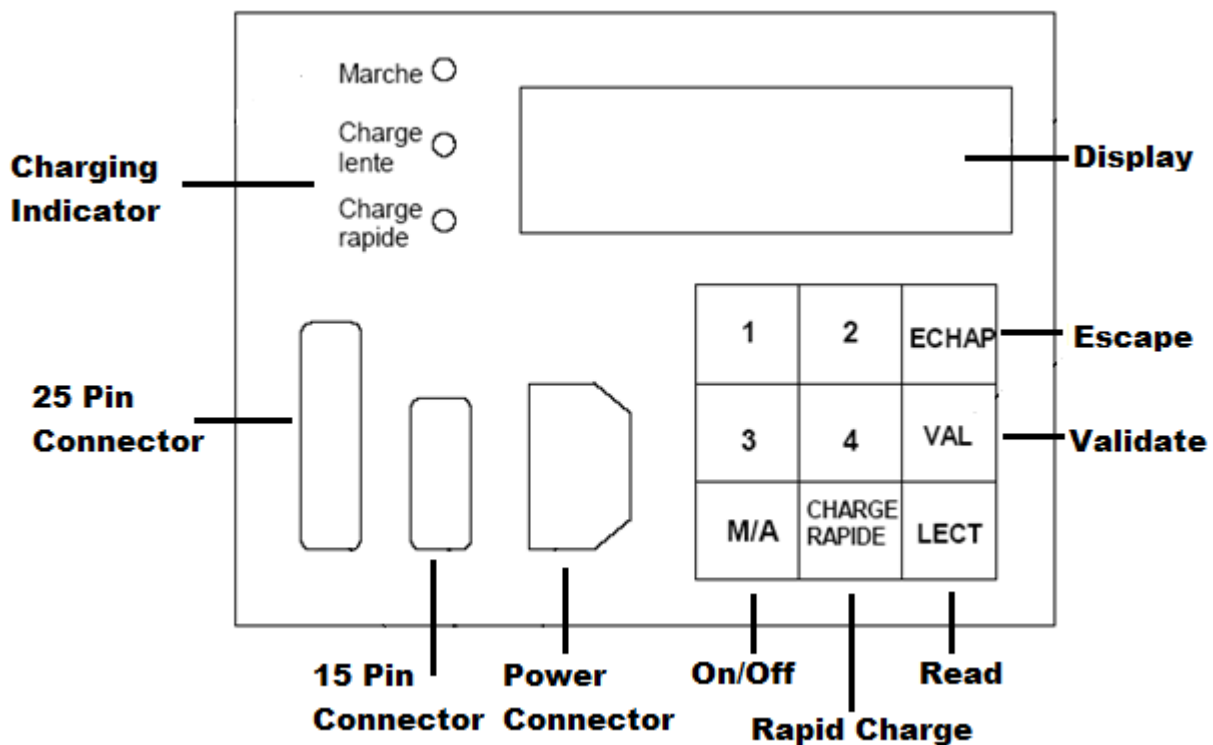 Marche
Charge
lente
Charge
rapide
Charging
Indicator
Display
1 2 ECHAP
Escape
25 Pin
Connector
3 4 VAL
Validate
M/A CHARGE
RAPIDE LECT
15 Pin
Connector
Power
Connector
On/Off
Rapid Charge
Read